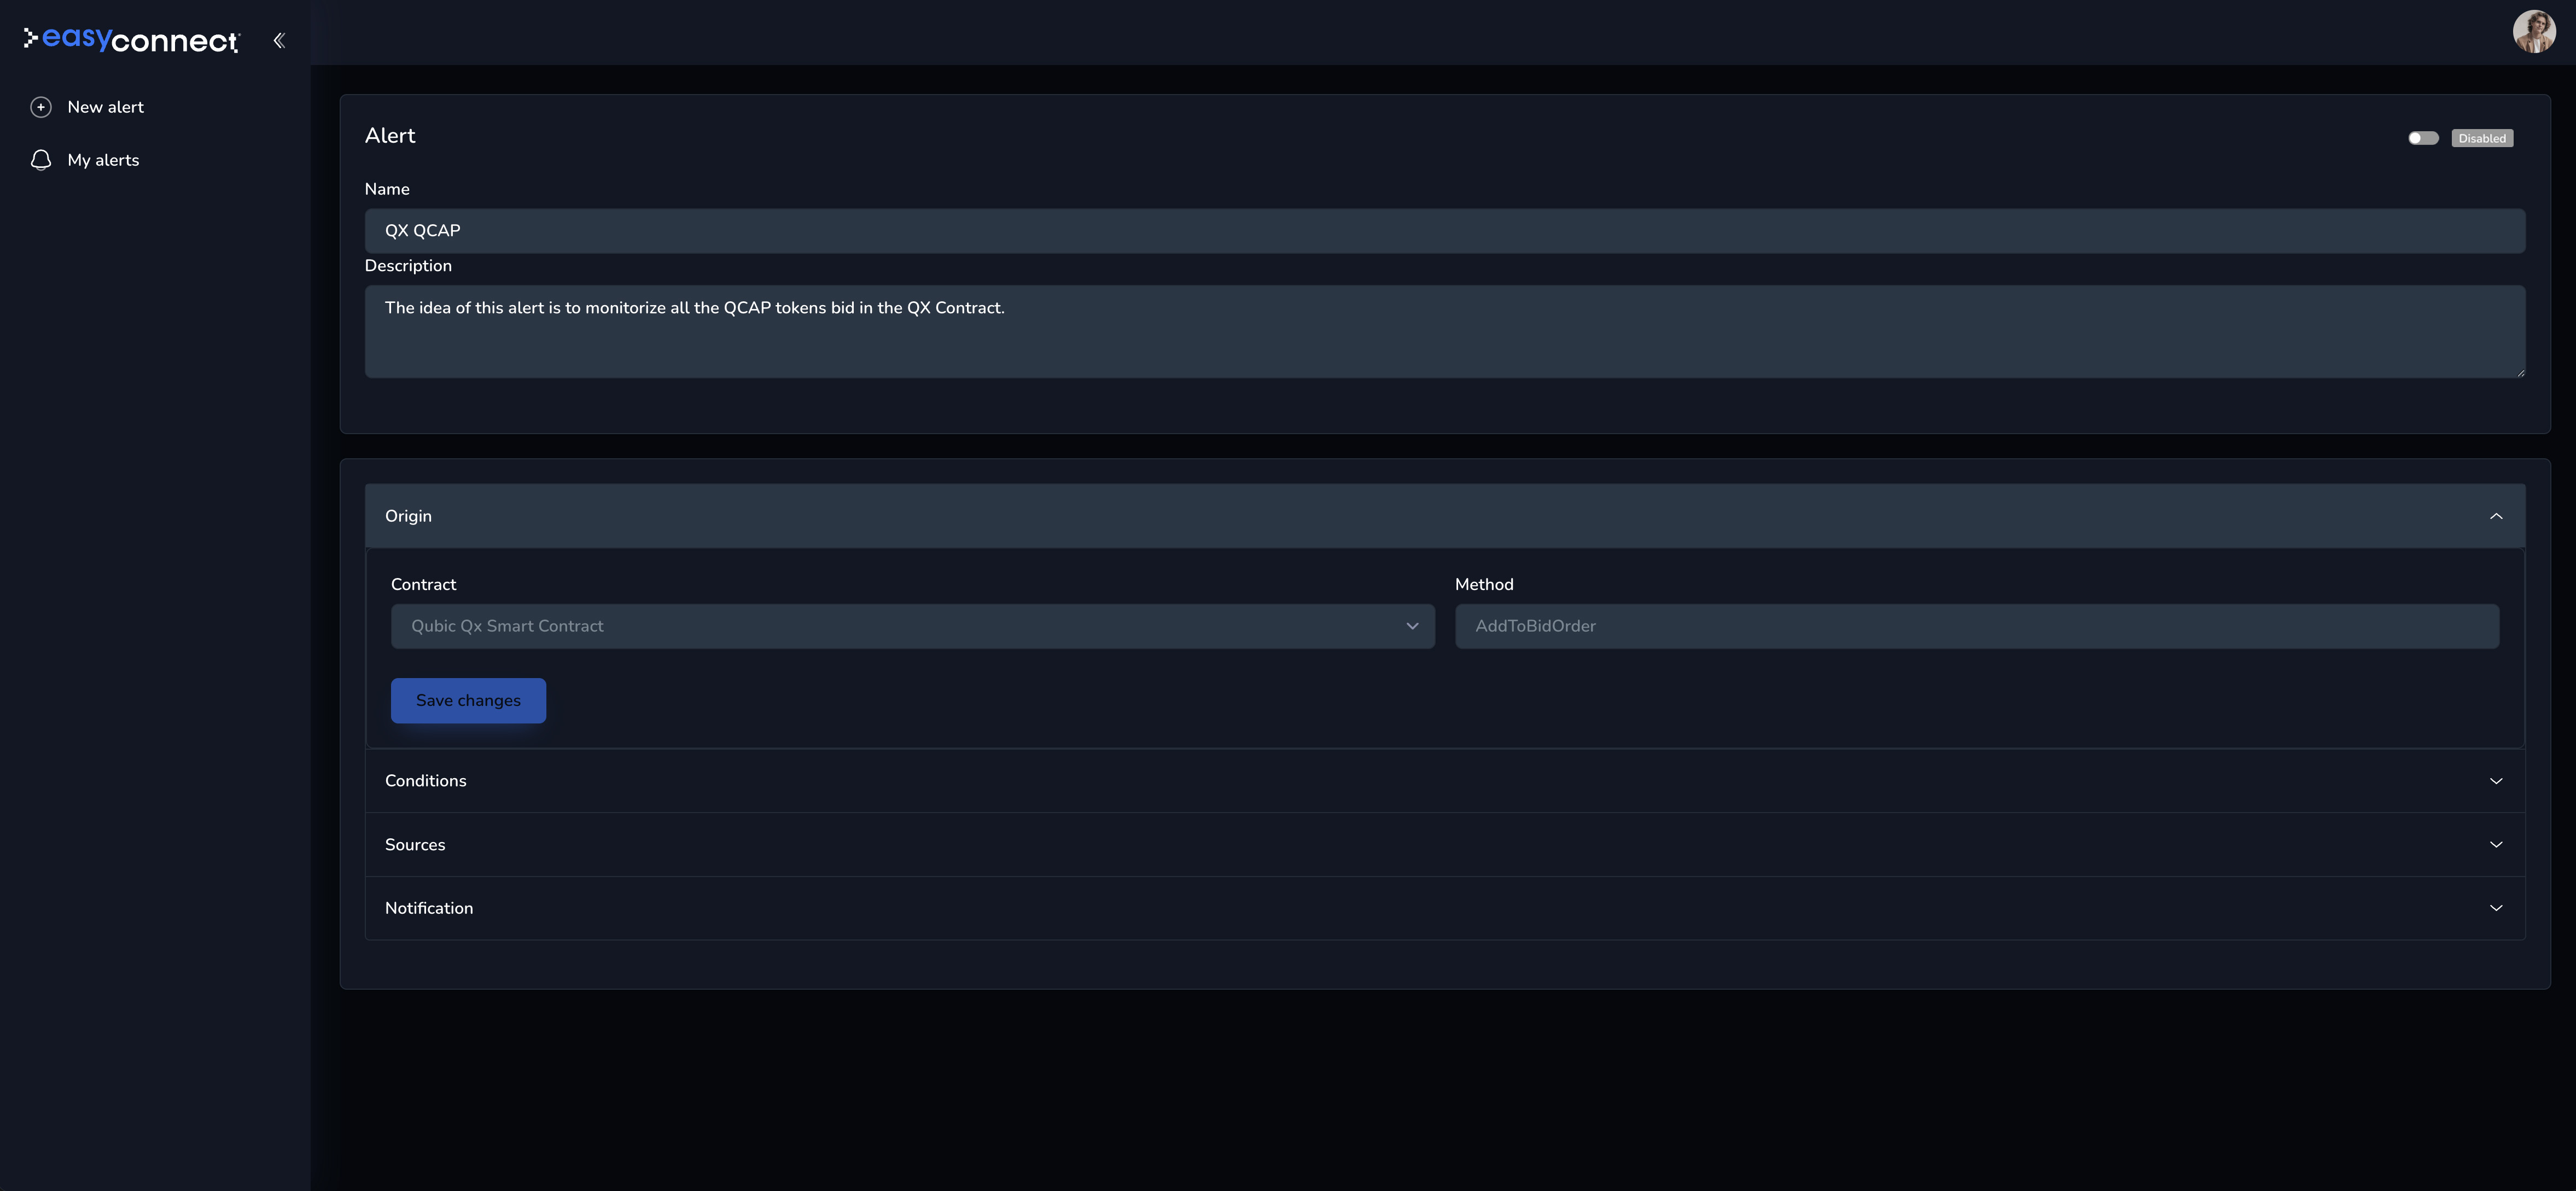 easyconnect
New alert
My alerts
Alert
Disabled
Name
QX QCAP
Description
The idea of this alert is to monitorize all the QCAP tokens bid in the QX Contract.
Origin
Contract
Method
Qubic Qx Smart Contract
AddToBidOrder
Save changes
Conditions
Sources
Notification